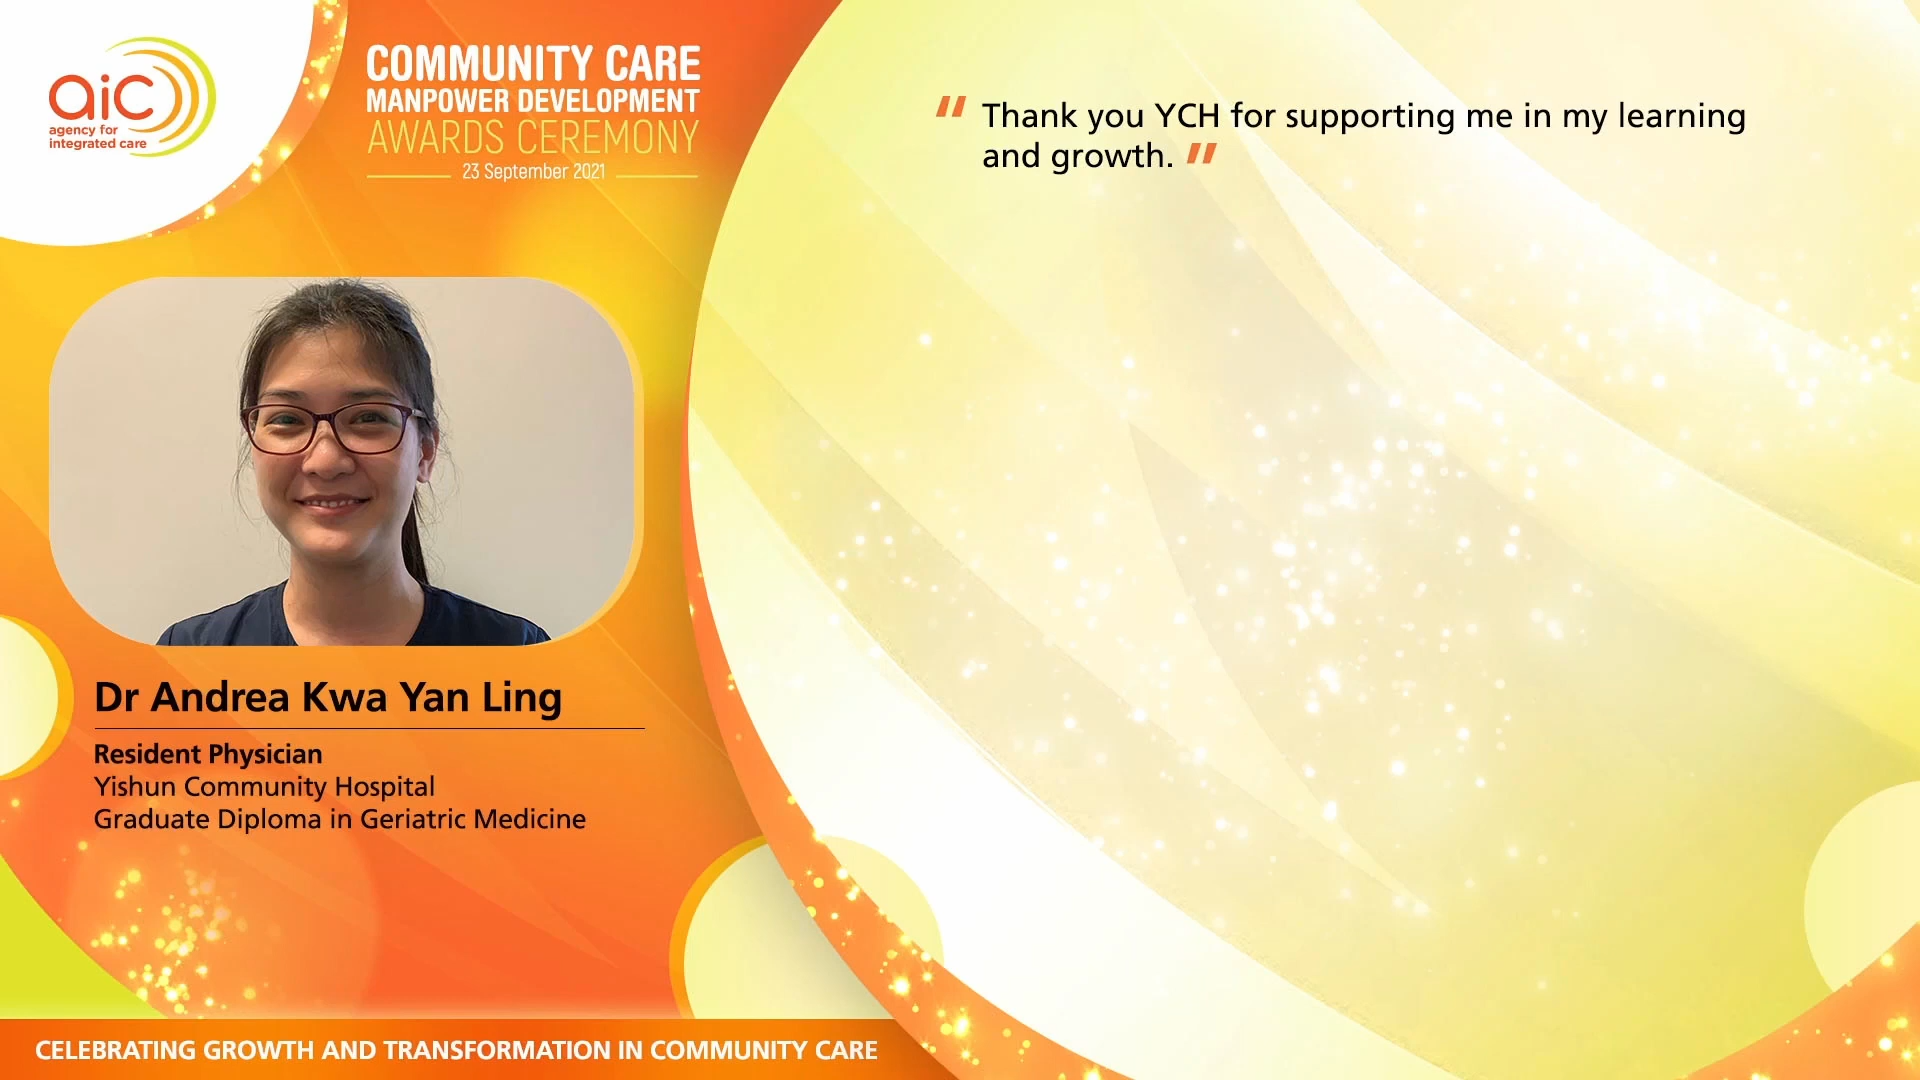 aic
agency for
integrated care
COMMUNITY CARE
MANPOWER DEVELOPMENT
AWARDS CEREMONY
23 September 2021
" Thank you YCH for supporting me in my learning
and growth. "
Dr Andrea Kwa Yan Ling
Resident Physician
Yishun Community Hospital
Graduate Diploma in Geriatric Medicine
CELEBRATING GROWTH AND TRANSFORMATION IN COMMUNITY CARE